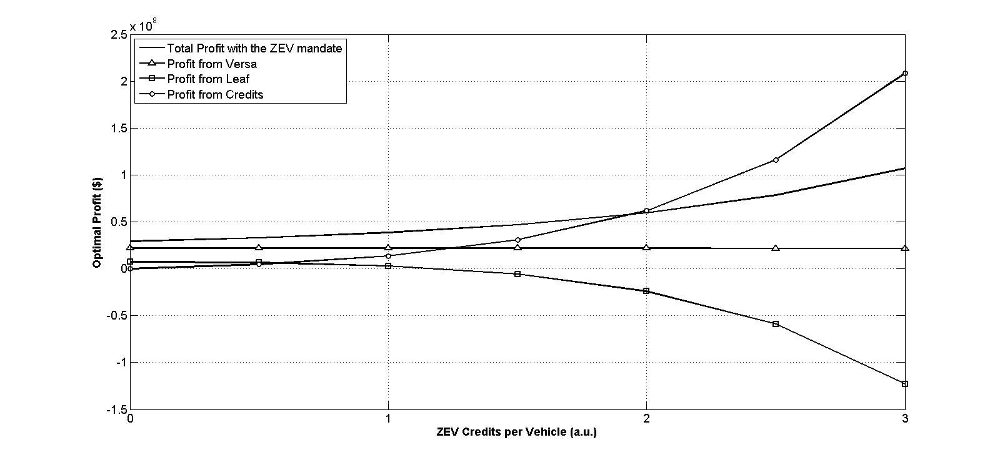 x 10^8
2.5
2
1.5
1
0.5
0
-0.5
-1
-1.5
Optimal Profit ($)
Total Profit with the ZEV mandate
Profit from Versa
Profit from Leaf
Profit from Credits
0 1 2 3
ZEV Credits per Vehicle (a.u.)